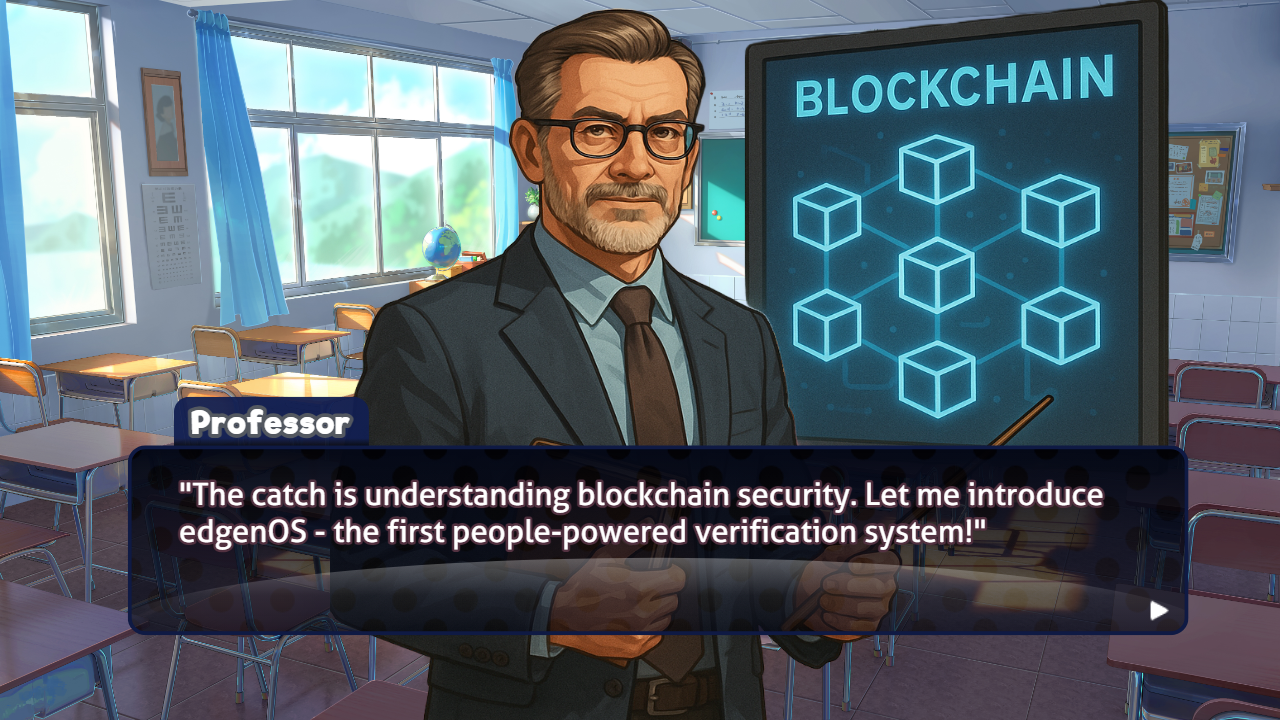 BLOCKCHAIN
Professor
"The catch is understanding blockchain security. Let me introduce
edgenOS - the first people-powered verification system!"